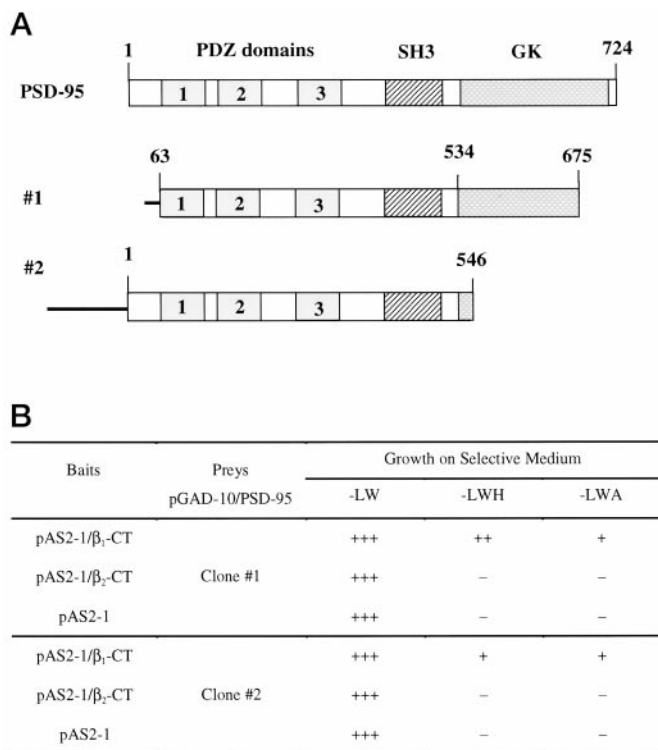 A
1 PDZ domains SH3 GK 724
PSD-95 1 2 3
63 534 675
#1 1 2 3
#2 1 546
1 2 3
B
Baits Preys Growth on Selective Medium
pGAD-10/PSD-95 -LW -LWH -LWA
pAS2-1/β₁-CT +++ ++ +
pAS2-1/β₂-CT Clone #1 +++ – –
pAS2-1 +++ – –
pAS2-1/β₁-CT +++ + +
pAS2-1/β₂-CT Clone #2 +++ – –
pAS2-1 +++ – –